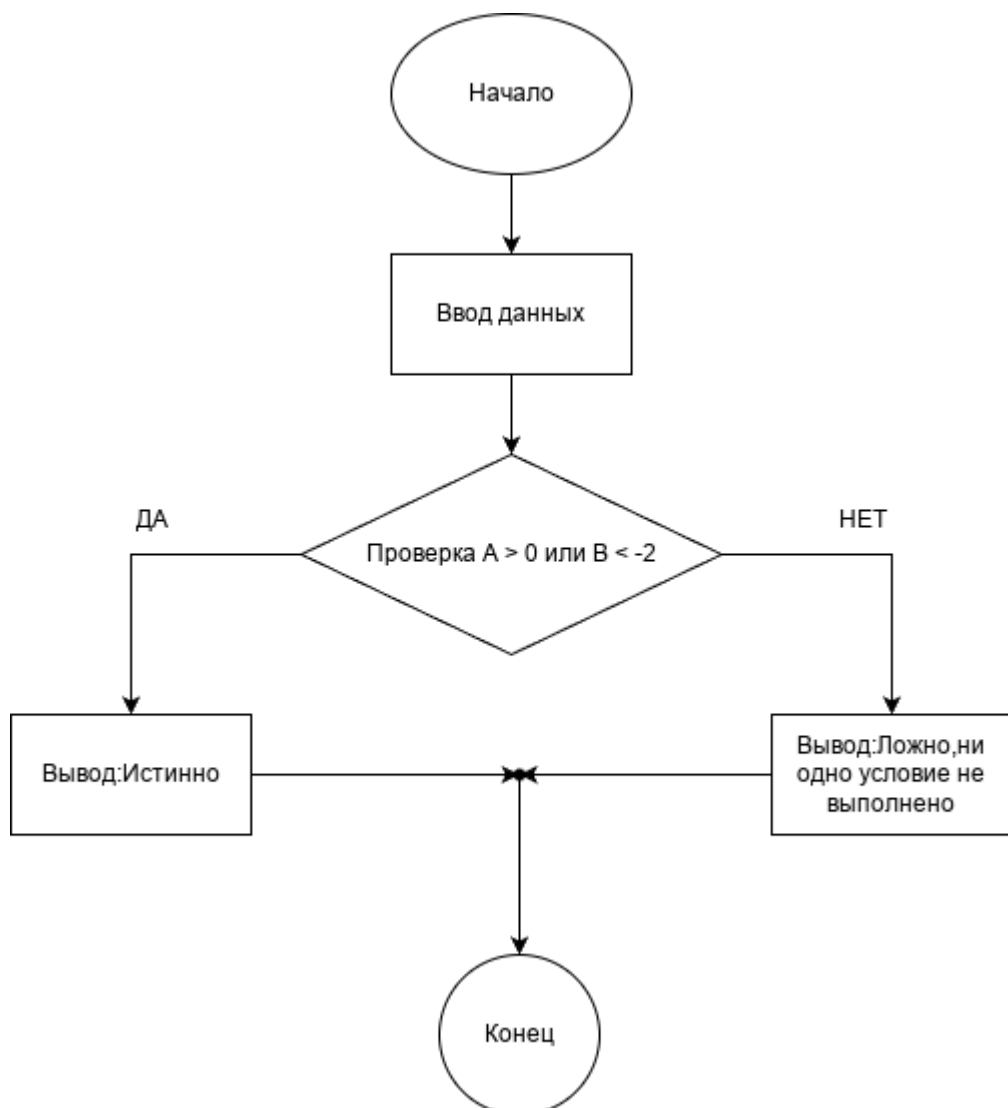 Начало
Ввод данных
ДА
НЕТ
Проверка A > 0 или B < -2
Вывод:Истинно
Вывод:Ложно,ни
одно условие не
выполнено
Конец